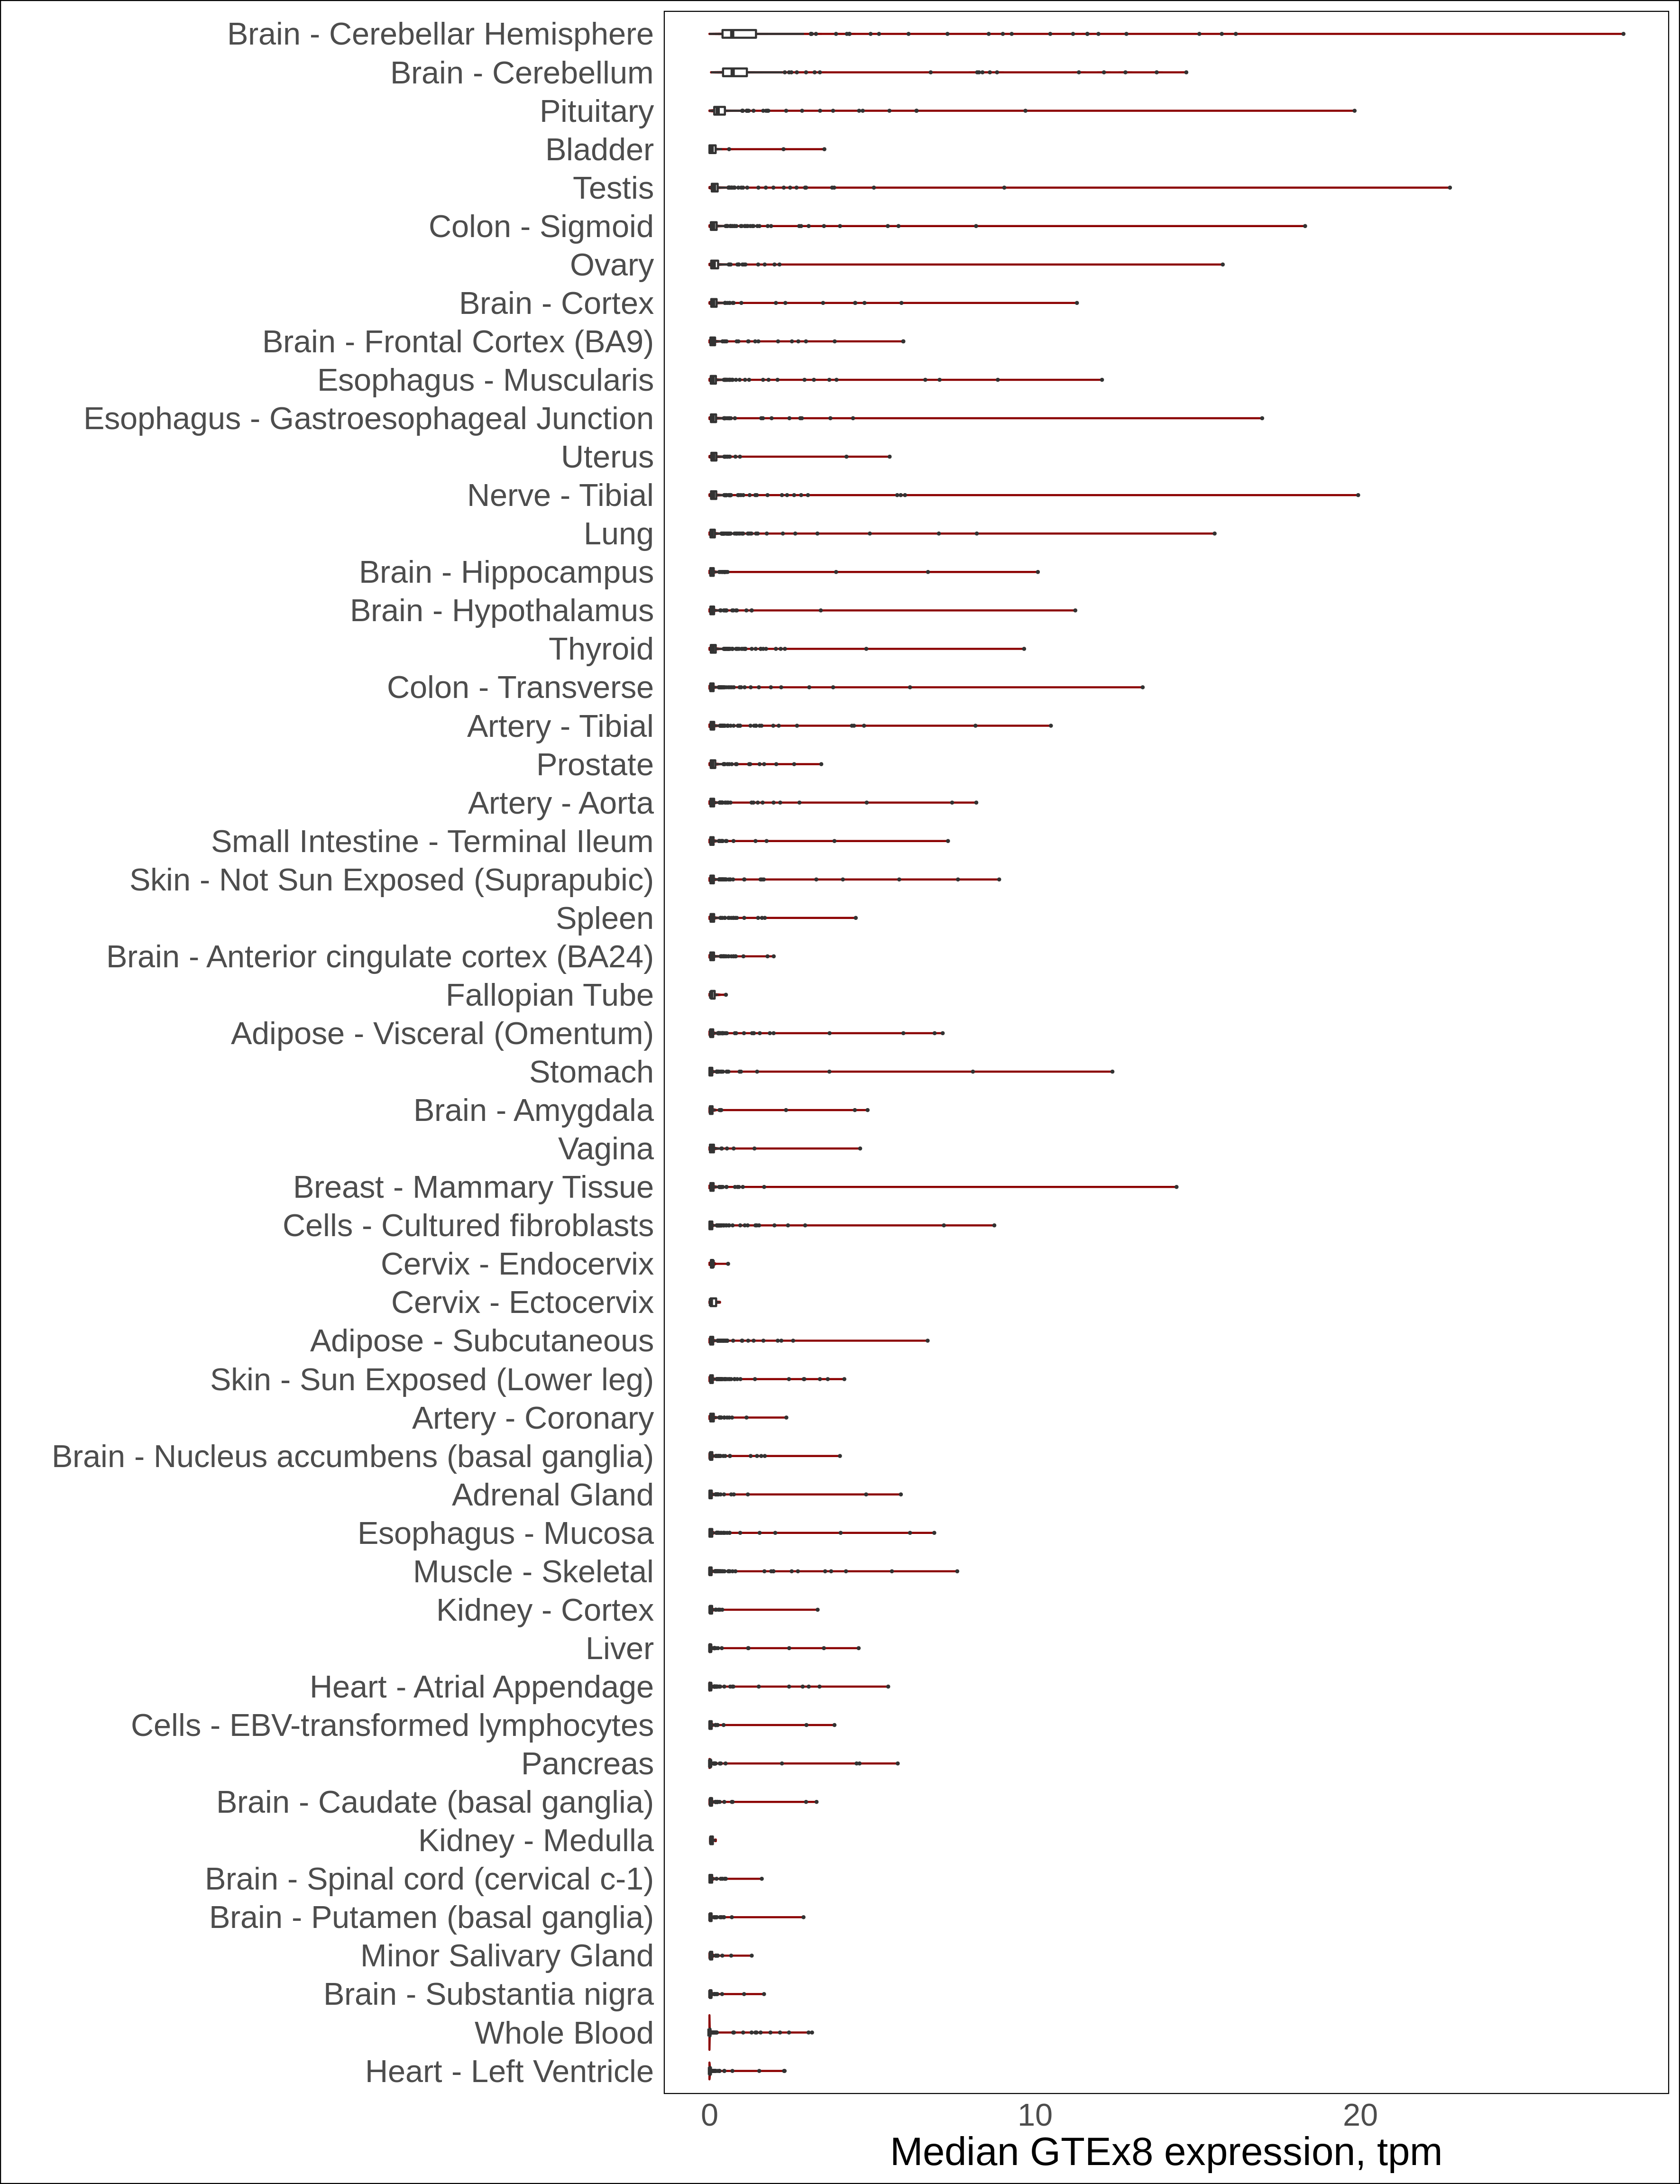 Brain - Cerebellar Hemisphere
Brain - Cerebellum
Pituitary
Bladder
Testis
Colon - Sigmoid
Ovary
Brain - Cortex
Brain - Frontal Cortex (BA9)
Esophagus - Muscularis
Esophagus - Gastroesophageal Junction
Uterus
Nerve - Tibial
Lung
Brain - Hippocampus
Brain - Hypothalamus
Thyroid
Colon - Transverse
Artery - Tibial
Prostate
Artery - Aorta
Small Intestine - Terminal Ileum
Skin - Not Sun Exposed (Suprapubic)
Spleen
Brain - Anterior cingulate cortex (BA24)
Fallopian Tube
Adipose - Visceral (Omentum)
Stomach
Brain - Amygdala
Vagina
Breast - Mammary Tissue
Cells - Cultured fibroblasts
Cervix - Endocervix
Cervix - Ectocervix
Adipose - Subcutaneous
Skin - Sun Exposed (Lower leg)
Artery - Coronary
Brain - Nucleus accumbens (basal ganglia)
Adrenal Gland
Esophagus - Mucosa
Muscle - Skeletal
Kidney - Cortex
Liver
Heart - Atrial Appendage
Cells - EBV-transformed lymphocytes
Pancreas
Brain - Caudate (basal ganglia)
Kidney - Medulla
Brain - Spinal cord (cervical c-1)
Brain - Putamen (basal ganglia)
Minor Salivary Gland
Brain - Substantia nigra
Whole Blood
Heart - Left Ventricle
0 10 20
Median GTEx8 expression, tpm